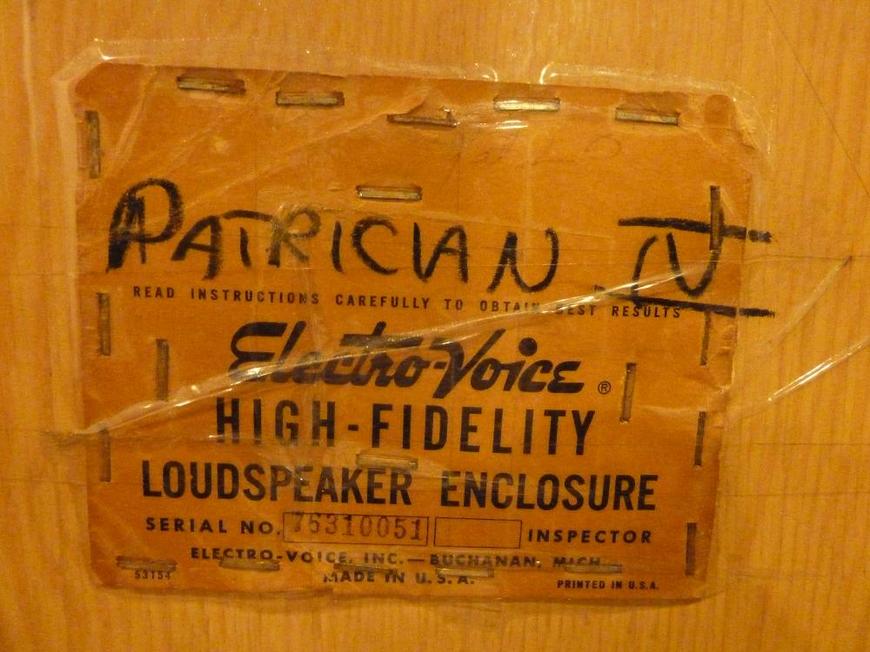 PATRICIAN IV
READ INSTRUCTIONS CAREFULLY TO OBTAIN BEST RESULTS
Electro-Voice ®
HIGH-FIDELITY
LOUDSPEAKER ENCLOSURE
SERIAL NO. 76310051 INSPECTOR
ELECTRO-VOICE, INC.—BUCHANAN, MICH.
53154 MADE IN U.S.A. PRINTED IN U.S.A.